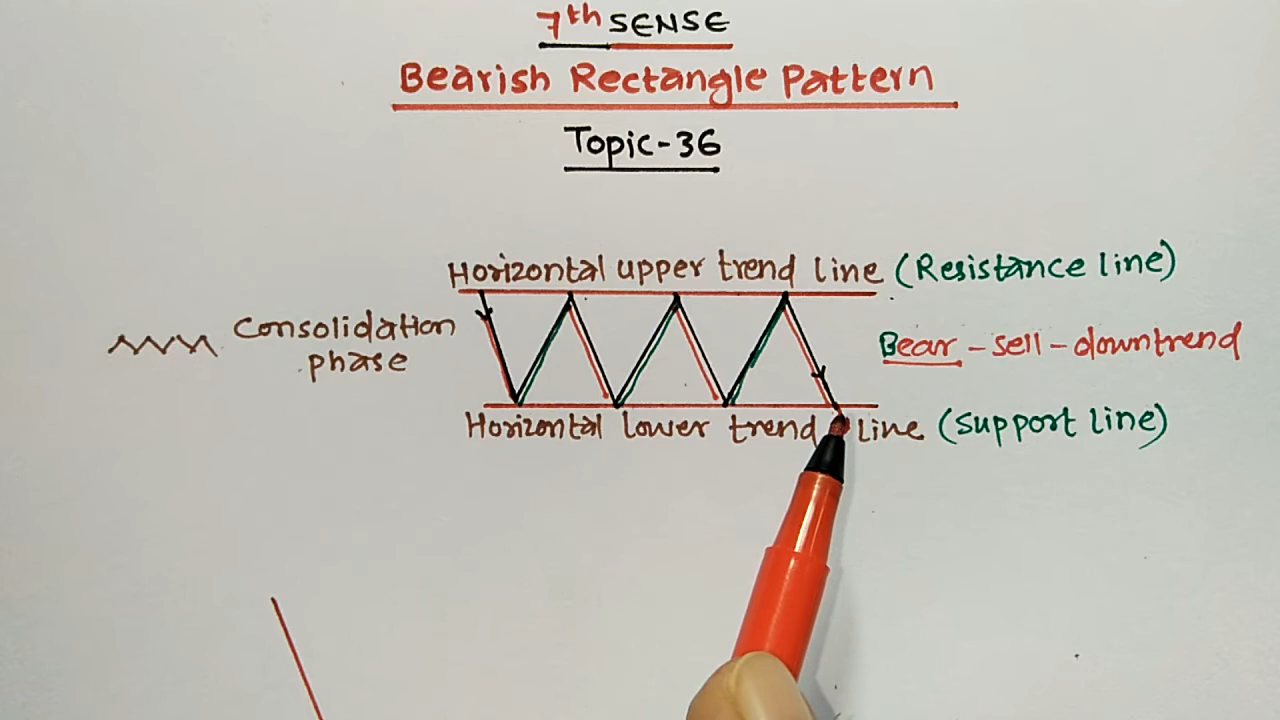 7th SENSE
Bearish Rectangle Pattern
Topic-36
Horizontal upper trend line (Resistance line)
Consolidation
phase
Bear - sell - downtrend
Horizontal lower trend line (support line)